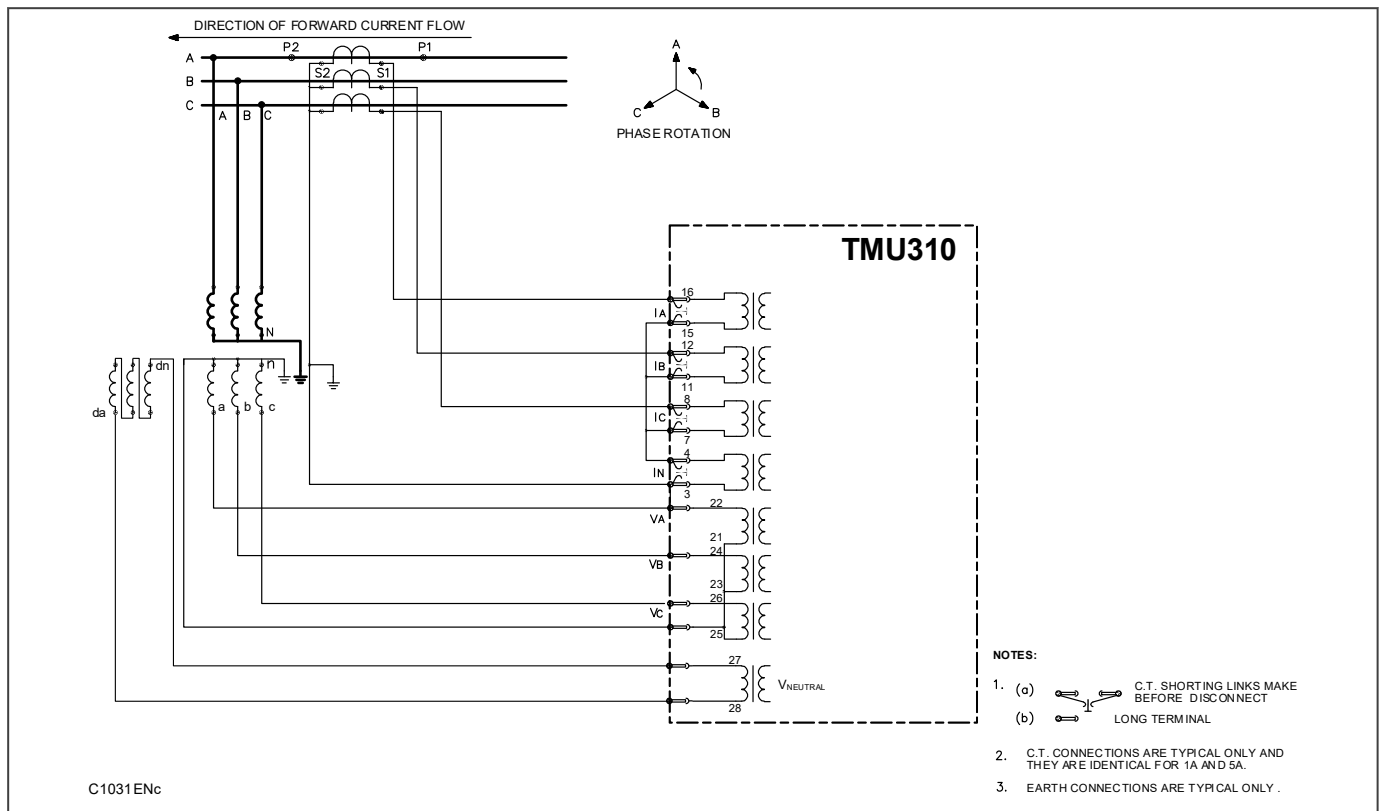 DIRECTION OF FORWARD CURRENT FLOW
P2 P1
A
S2 S1
B
C
A B C
A
C B
PHASE ROTATION
TMU310
16
IA
15
12
IB
11
8
IC
7
4
IN
3
N
dn
n
da
a b c
22
VA
21
24
VB
23
26
VC
25
27
VNEUTRAL
28
NOTES:
1. (a) C.T. SHORTING LINKS MAKE
BEFORE DISCONNECT
(b) LONG TERMINAL
2. C.T. CONNECTIONS ARE TYPICAL ONLY AND
THEY ARE IDENTICAL FOR 1A AND 5A.
3. EARTH CONNECTIONS ARE TYPICAL ONLY .
C1031ENc